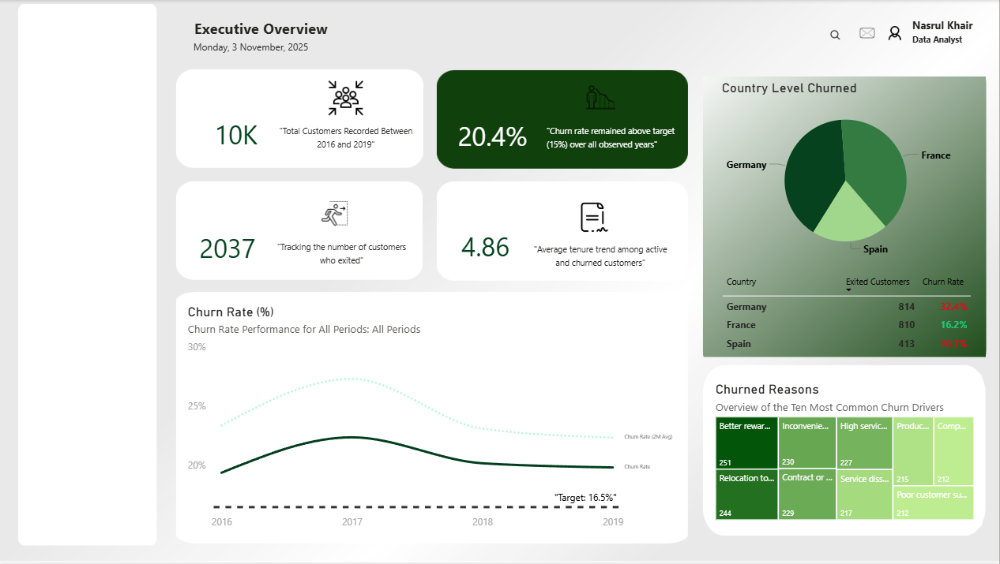 Executive Overview
Monday, 3 November, 2025
Nasrul Khair
Data Analyst
10K
"Total Customers Recorded Between
2016 and 2019"
20.4%
"Churn rate remained above target
(15%) over all observed years"
2037
"Tracking the number of customers
who exited"
4.86
"Average tenure trend among active
and churned customers"
Country Level Churned
Germany
France
Spain
Country Exited Customers Churn Rate
Germany 814 32.4%
France 810 16.2%
Spain 413 16.7%
Churn Rate (%)
Churn Rate Performance for All Periods: All Periods
30%
25%
20%
Churn Rate (2M Avg)
Churn Rate
"Target: 16.5%"
2016 2017 2018 2019
Churned Reasons
Overview of the Ten Most Common Churn Drivers
Better rewar...
251
Inconvenie...
230
High servic...
227
Produc...
215
Comp...
212
Relocation to...
244
Contract or ...
229
Service diss...
217
Poor customer su...
212